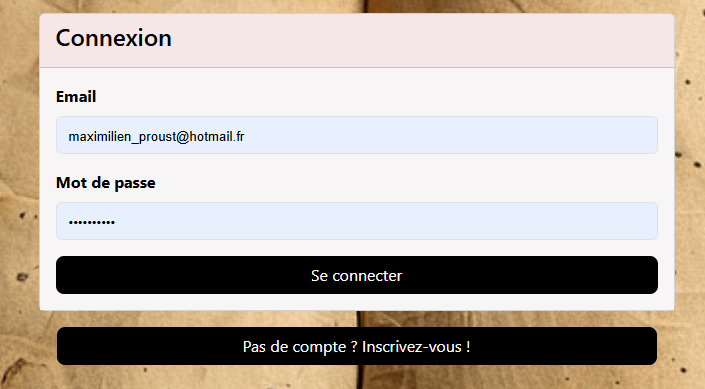 Connexion
Email
maximilien_proust@hotmail.fr
Mot de passe
••••••••••
Se connecter
Pas de compte ? Inscrivez-vous !